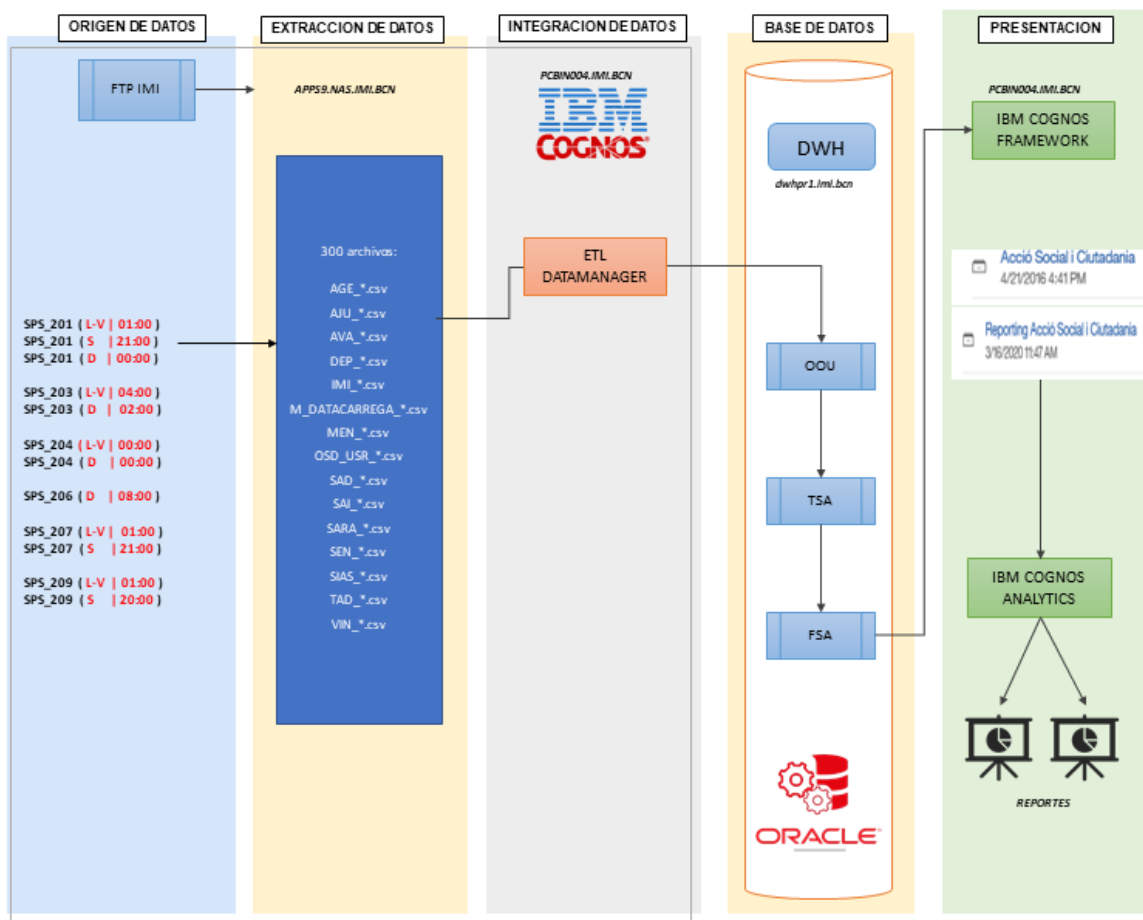 ORIGEN DE DATOS
FTP IMI
SPS_201 ( L-V | 01:00 )
SPS_201 ( S | 21:00 )
SPS_201 ( D | 00:00 )
SPS_203 ( L-V | 04:00 )
SPS_203 ( D | 02:00 )
SPS_204 ( L-V | 00:00 )
SPS_204 ( D | 00:00 )
SPS_206 ( D | 08:00 )
SPS_207 ( L-V | 01:00 )
SPS_207 ( S | 21:00 )
SPS_209 ( L-V | 01:00 )
SPS_209 ( S | 20:00 )
EXTRACCION DE DATOS
APPS9.NAS.IMI.BCN
300 archivos:
AGE_*.csv
AJU_*.csv
AVA_*.csv
DEP_*.csv
IMI_*.csv
M_DATACARREGA_*.csv
MEN_*.csv
OSD_USR_*.csv
SAD_*.csv
SAI_*.csv
SARA_*.csv
SEN_*.csv
SIAS_*.csv
TAD_*.csv
VIN_*.csv
INTEGRACION DE DATOS
PCBIN004.IMI.BCN
IBM
COGNOS®
ETL
DATAMANAGER
BASE DE DATOS
DWH
dwhpr1.imi.bcn
OOU
TSA
FSA
ORACLE
PRESENTACION
PCBIN004.IMI.BCN
IBM COGNOS
FRAMEWORK
Acció Social i Ciutadania
4/21/2016 4:41 PM
Reporting Acció Social i Ciutadania
3/16/2020 11:47 AM
IBM COGNOS
ANALYTICS
REPORTES